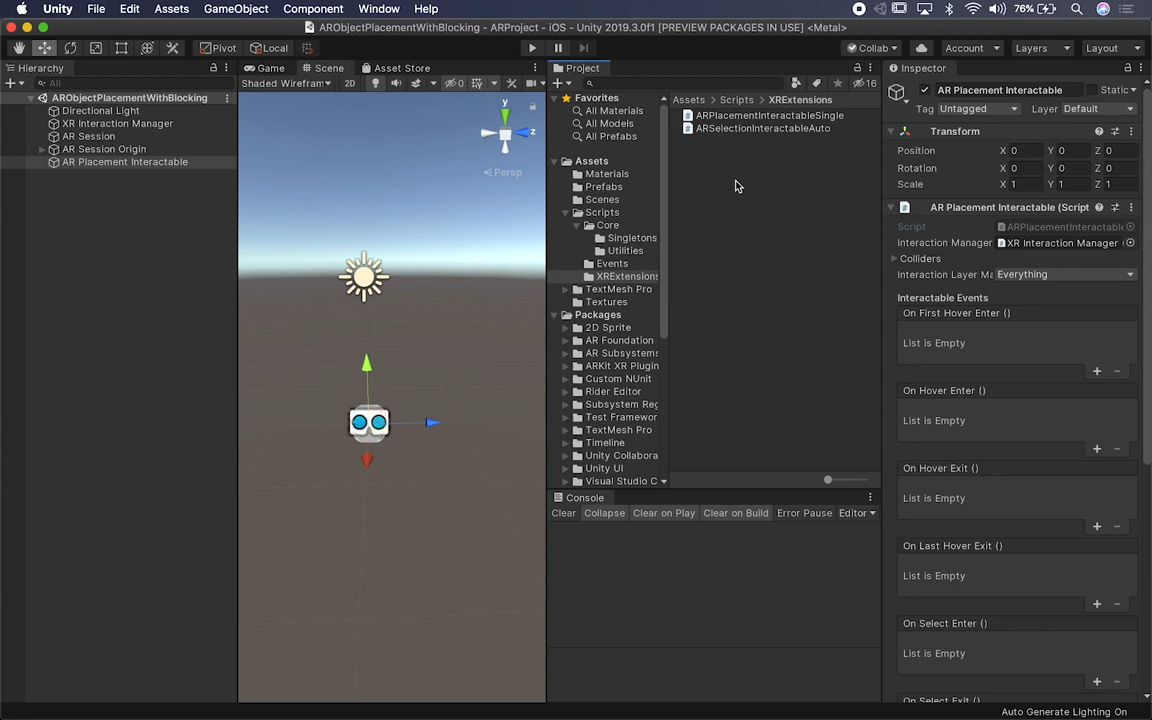 Unity File Edit Assets GameObject Component Window Help 76%
ARObjectPlacementWithBlocking - ARProject - iOS - Unity 2019.3.0f1 [PREVIEW PACKAGES IN USE] <Metal>
Pivot Local Collab Account Layers Layout
Hierarchy
All
ARObjectPlacementWithBlocking
Directional Light
XR Interaction Manager
AR Session
AR Session Origin
AR Placement Interactable
Game Scene Asset Store
Shaded Wireframe 2D 0
y
z
Persp
Project
16
Favorites
All Materials
All Models
All Prefabs
Assets
Materials
Prefabs
Scenes
Scripts
Core
Singletons
Utilities
Events
XRExtensions
TextMesh Pro
Textures
Packages
2D Sprite
AR Foundation
AR Subsystems
ARKit XR Plugin
Custom NUnit
Rider Editor
Subsystem Reg
Test Framewor
TextMesh Pro
Timeline
Unity Collabora
Unity UI
Visual Studio C
Assets > Scripts > XRExtensions
ARPlacementInteractableSingle
ARSelectionInteractableAuto
Console
Clear Collapse Clear on Play Clear on Build Error Pause Editor
Inspector
AR Placement Interactable Static
Tag Untagged Layer Default
Transform
Position X 0 Y 0 Z 0
Rotation X 0 Y 0 Z 0
Scale X 1 Y 1 Z 1
AR Placement Interactable (Script
Script ARPlacementInteractable
Interaction Manager XR Interaction Manager
Colliders
Interaction Layer Ma Everything
Interactable Events
On First Hover Enter ()
List is Empty
On Hover Enter ()
List is Empty
On Hover Exit ()
List is Empty
On Last Hover Exit ()
List is Empty
On Select Enter ()
List is Empty
On Select Exit ()
Auto Generate Lighting On